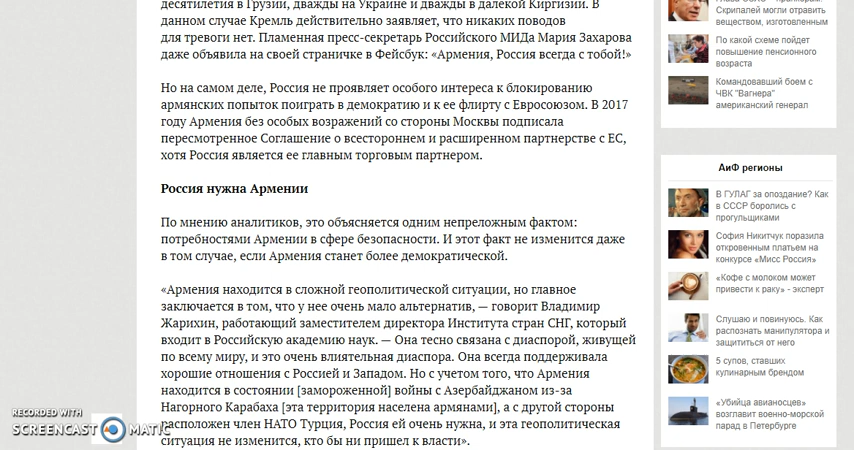 десятилетия в Грузии, дважды на Украине и дважды в далекой Киргизии. В
данном случае Кремль действительно заявляет, что никаких поводов
для тревоги нет. Пламенная пресс-секретарь Российского МИДа Мария Захарова
даже объявила на своей страничке в Фейсбук: «Армения, Россия всегда с тобой!»
Но на самом деле, Россия не проявляет особого интереса к блокированию
армянских попыток поиграть в демократию и к ее флирту с Евросоюзом. В 2017
году Армения без особых возражений со стороны Москвы подписала
пересмотренное Соглашение о всестороннем и расширенном партнерстве с ЕС,
хотя Россия является ее главным торговым партнером.
Россия нужна Армении
По мнению аналитиков, это объясняется одним непреложным фактом:
потребностями Армении в сфере безопасности. И этот факт не изменится даже
в том случае, если Армения станет более демократической.
«Армения находится в сложной геополитической ситуации, но главное
заключается в том, что у нее очень мало альтернатив, — говорит Владимир
Жарихин, работающий заместителем директора Института стран СНГ, который
входит в Российскую академию наук. — Она тесно связана с диаспорой, живущей
по всему миру, и это очень влиятельная диаспора. Она всегда поддерживала
хорошие отношения с Россией и Западом. Но с учетом того, что Армения
находится в состоянии [замороженной] войны с Азербайджаном из-за
Нагорного Карабаха [эта территория населена армянами], а с другой стороны
расположен член НАТО Турция, Россия ей очень нужна, и эта геополитическая
ситуация не изменится, кто бы ни пришел к власти».
Скрипалей могли отравить
веществом, изготовленным
По какой схеме пойдет
повышение пенсионного
возраста
Командовавший боем с
ЧВК "Вагнера"
американский генерал
АиФ регионы
В ГУЛАГ за опоздание? Как
в СССР боролись с
прогульщиками
София Никитчук поразила
откровенным платьем на
конкурсе «Мисс Россия»
«Кофе с молоком может
привести к раку» - эксперт
Слушаю и повинуюсь. Как
распознать манипулятора и
защититься от него
5 супов, ставших
кулинарным брендом
«Убийца авианосцев»
возглавит военно-морской
парад в Петербурге
RECORDED WITH
SCREENCAST MATIC